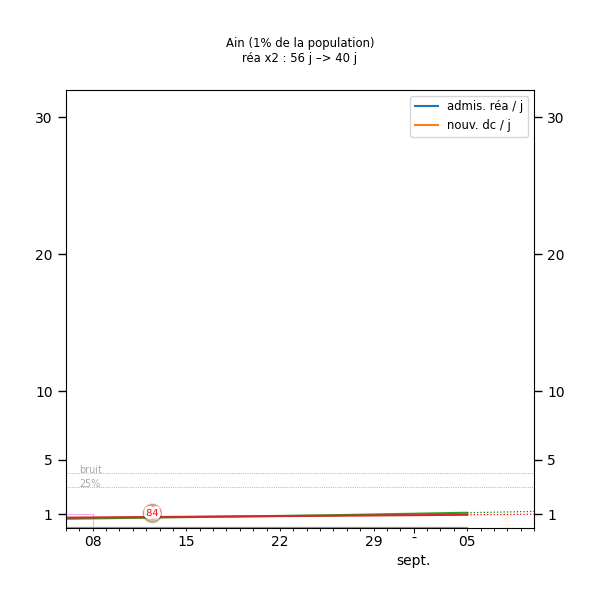 Ain (1% de la population)
réa x2 : 56 j –> 40 j
admis. réa / j
nouv. dc / j
30 30
20 20
10 10
5 5
bruit
25%
84
1 1
08 15 22 29 - 05
sept.